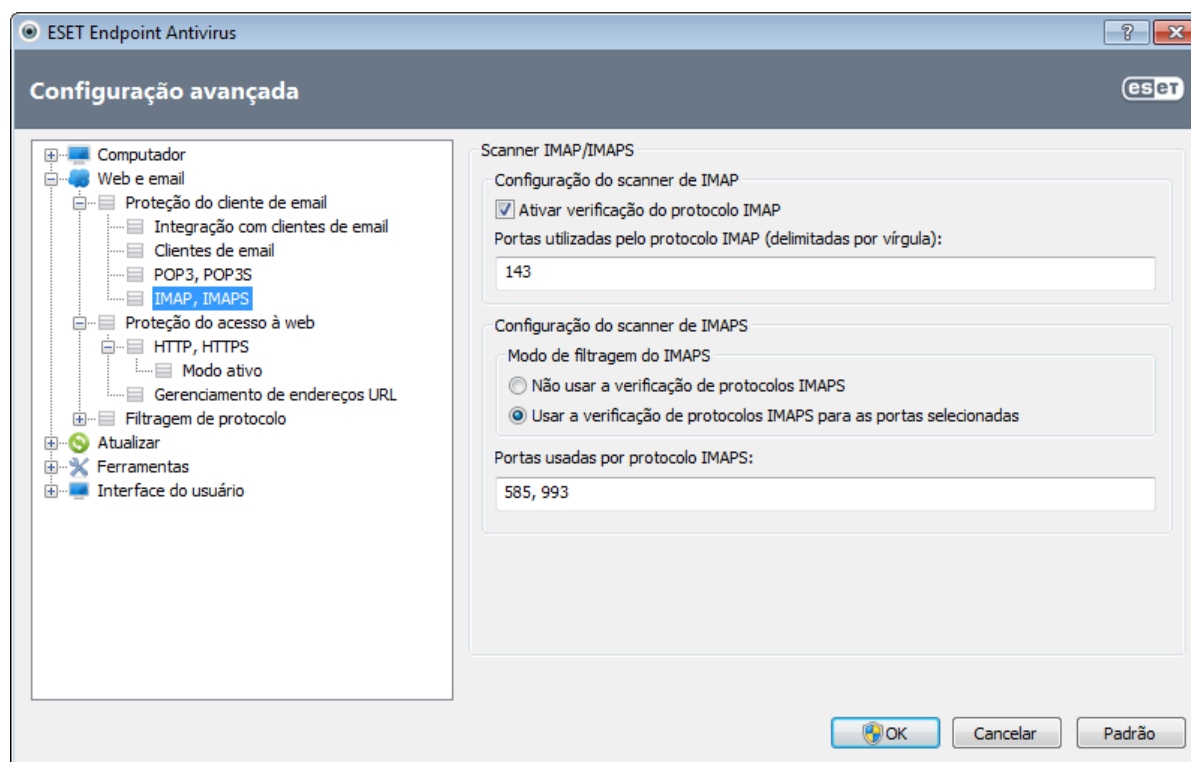 ESET Endpoint Antivirus
?
Configuração avançada
eset
Computador
Web e email
Proteção do cliente de email
Integração com clientes de email
Clientes de email
POP3, POP3S
IMAP, IMAPS
Proteção do acesso à web
HTTP, HTTPS
Modo ativo
Gerenciamento de endereços URL
Filtragem de protocolo
Atualizar
Ferramentas
Interface do usuário
Scanner IMAP/IMAPS
Configuração do scanner de IMAP
Ativar verificação do protocolo IMAP
Portas utilizadas pelo protocolo IMAP (delimitadas por vírgula):
143
Configuração do scanner de IMAPS
Modo de filtragem do IMAPS
Não usar a verificação de protocolos IMAPS
Usar a verificação de protocolos IMAPS para as portas selecionadas
Portas usadas por protocolo IMAPS:
585, 993
OK
Cancelar
Padrão